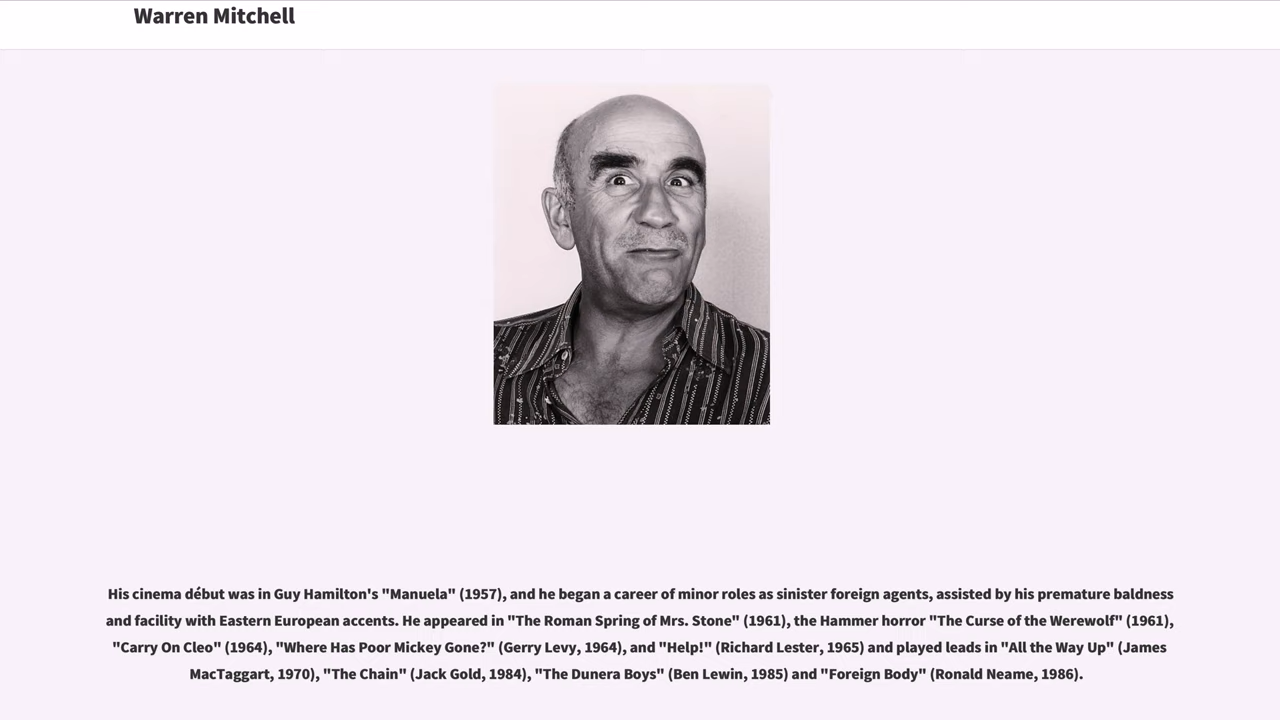 Warren Mitchell
His cinema début was in Guy Hamilton's "Manuela" (1957), and he began a career of minor roles as sinister foreign agents, assisted by his premature baldness
and facility with Eastern European accents. He appeared in "The Roman Spring of Mrs. Stone" (1961), the Hammer horror "The Curse of the Werewolf" (1961),
"Carry On Cleo" (1964), "Where Has Poor Mickey Gone?" (Gerry Levy, 1964), and "Help!" (Richard Lester, 1965) and played leads in "All the Way Up" (James
MacTaggart, 1970), "The Chain" (Jack Gold, 1984), "The Dunera Boys" (Ben Lewin, 1985) and "Foreign Body" (Ronald Neame, 1986).